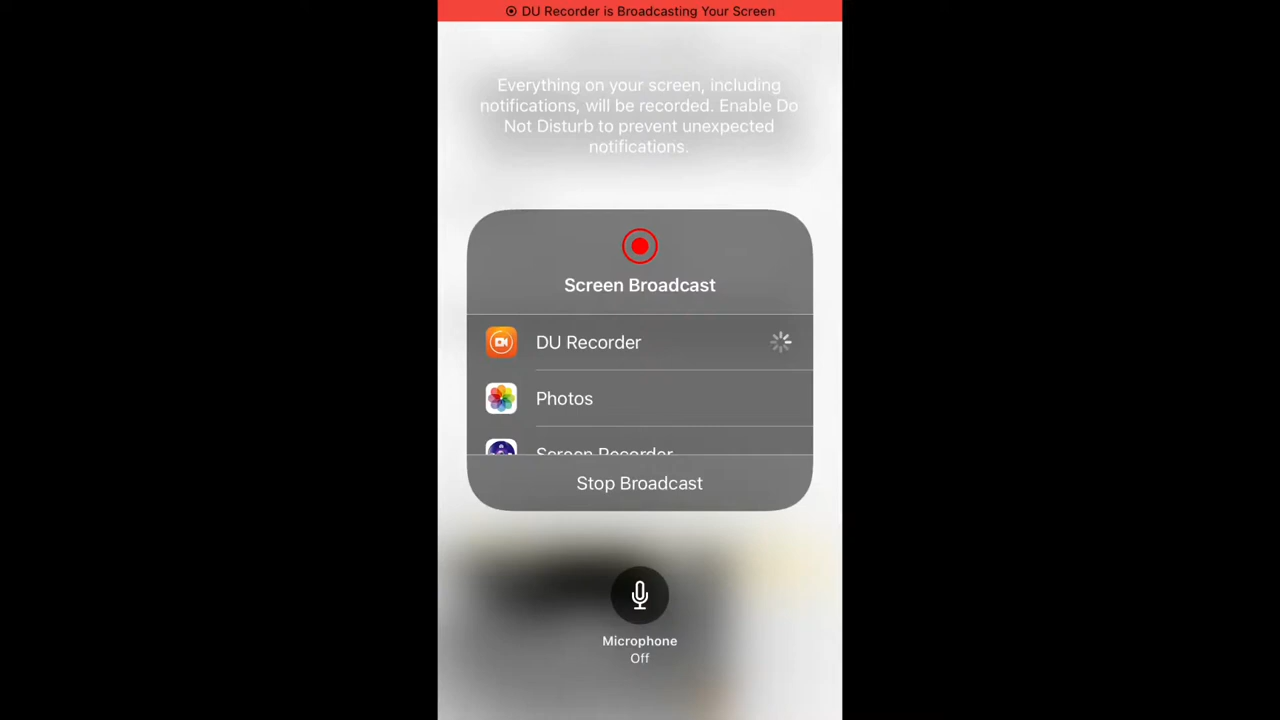 DU Recorder is Broadcasting Your Screen
Everything on your screen, including
notifications, will be recorded. Enable Do
Not Disturb to prevent unexpected
notifications.
Screen Broadcast
DU Recorder
Photos
Screen Recorder
Stop Broadcast
Microphone
Off